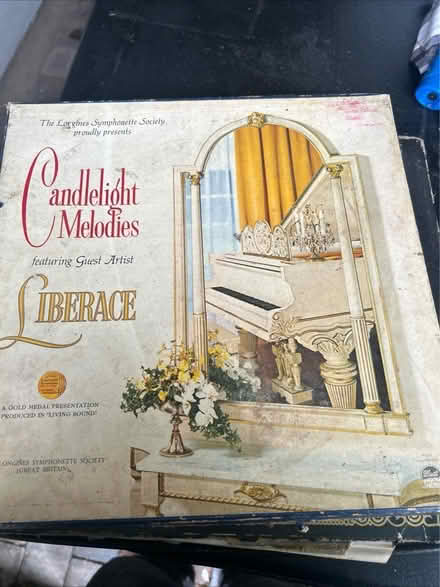 The Longines Symphonette Society
proudly presents
Candlelight
Melodies
featuring Guest Artist
LIBERACE
A GOLD MEDAL PRESENTATION
PRODUCED IN 'LIVING SOUND'
LONGINES SYMPHONETTE SOCIETY
(GREAT BRITAIN)